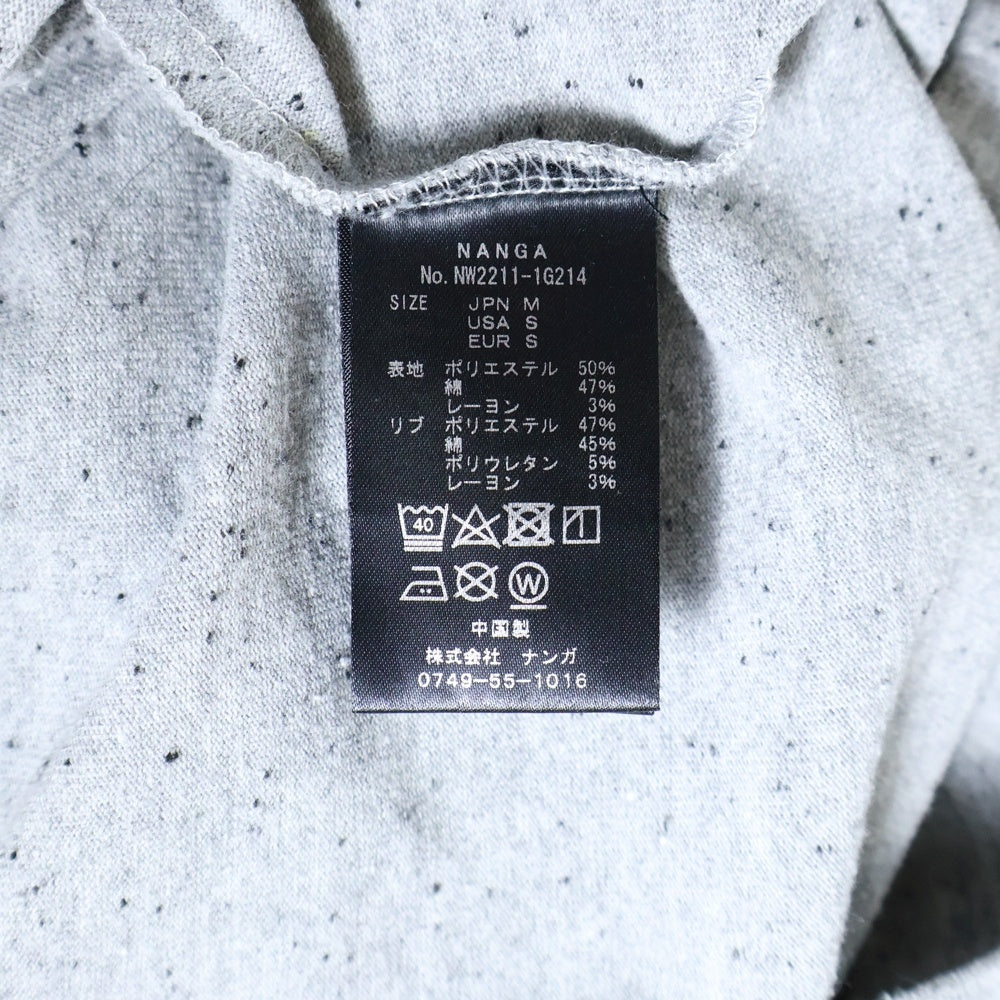 NANGA
No. NW2211-1G214
SIZE JPN M
USA S
EUR S
表地 ポリエステル 50%
綿 47%
レーヨン 3%
リブ ポリエステル 47%
綿 45%
ポリウレタン 5%
レーヨン 3%
40
W
中国製
株式会社 ナンガ
0749-55-1016